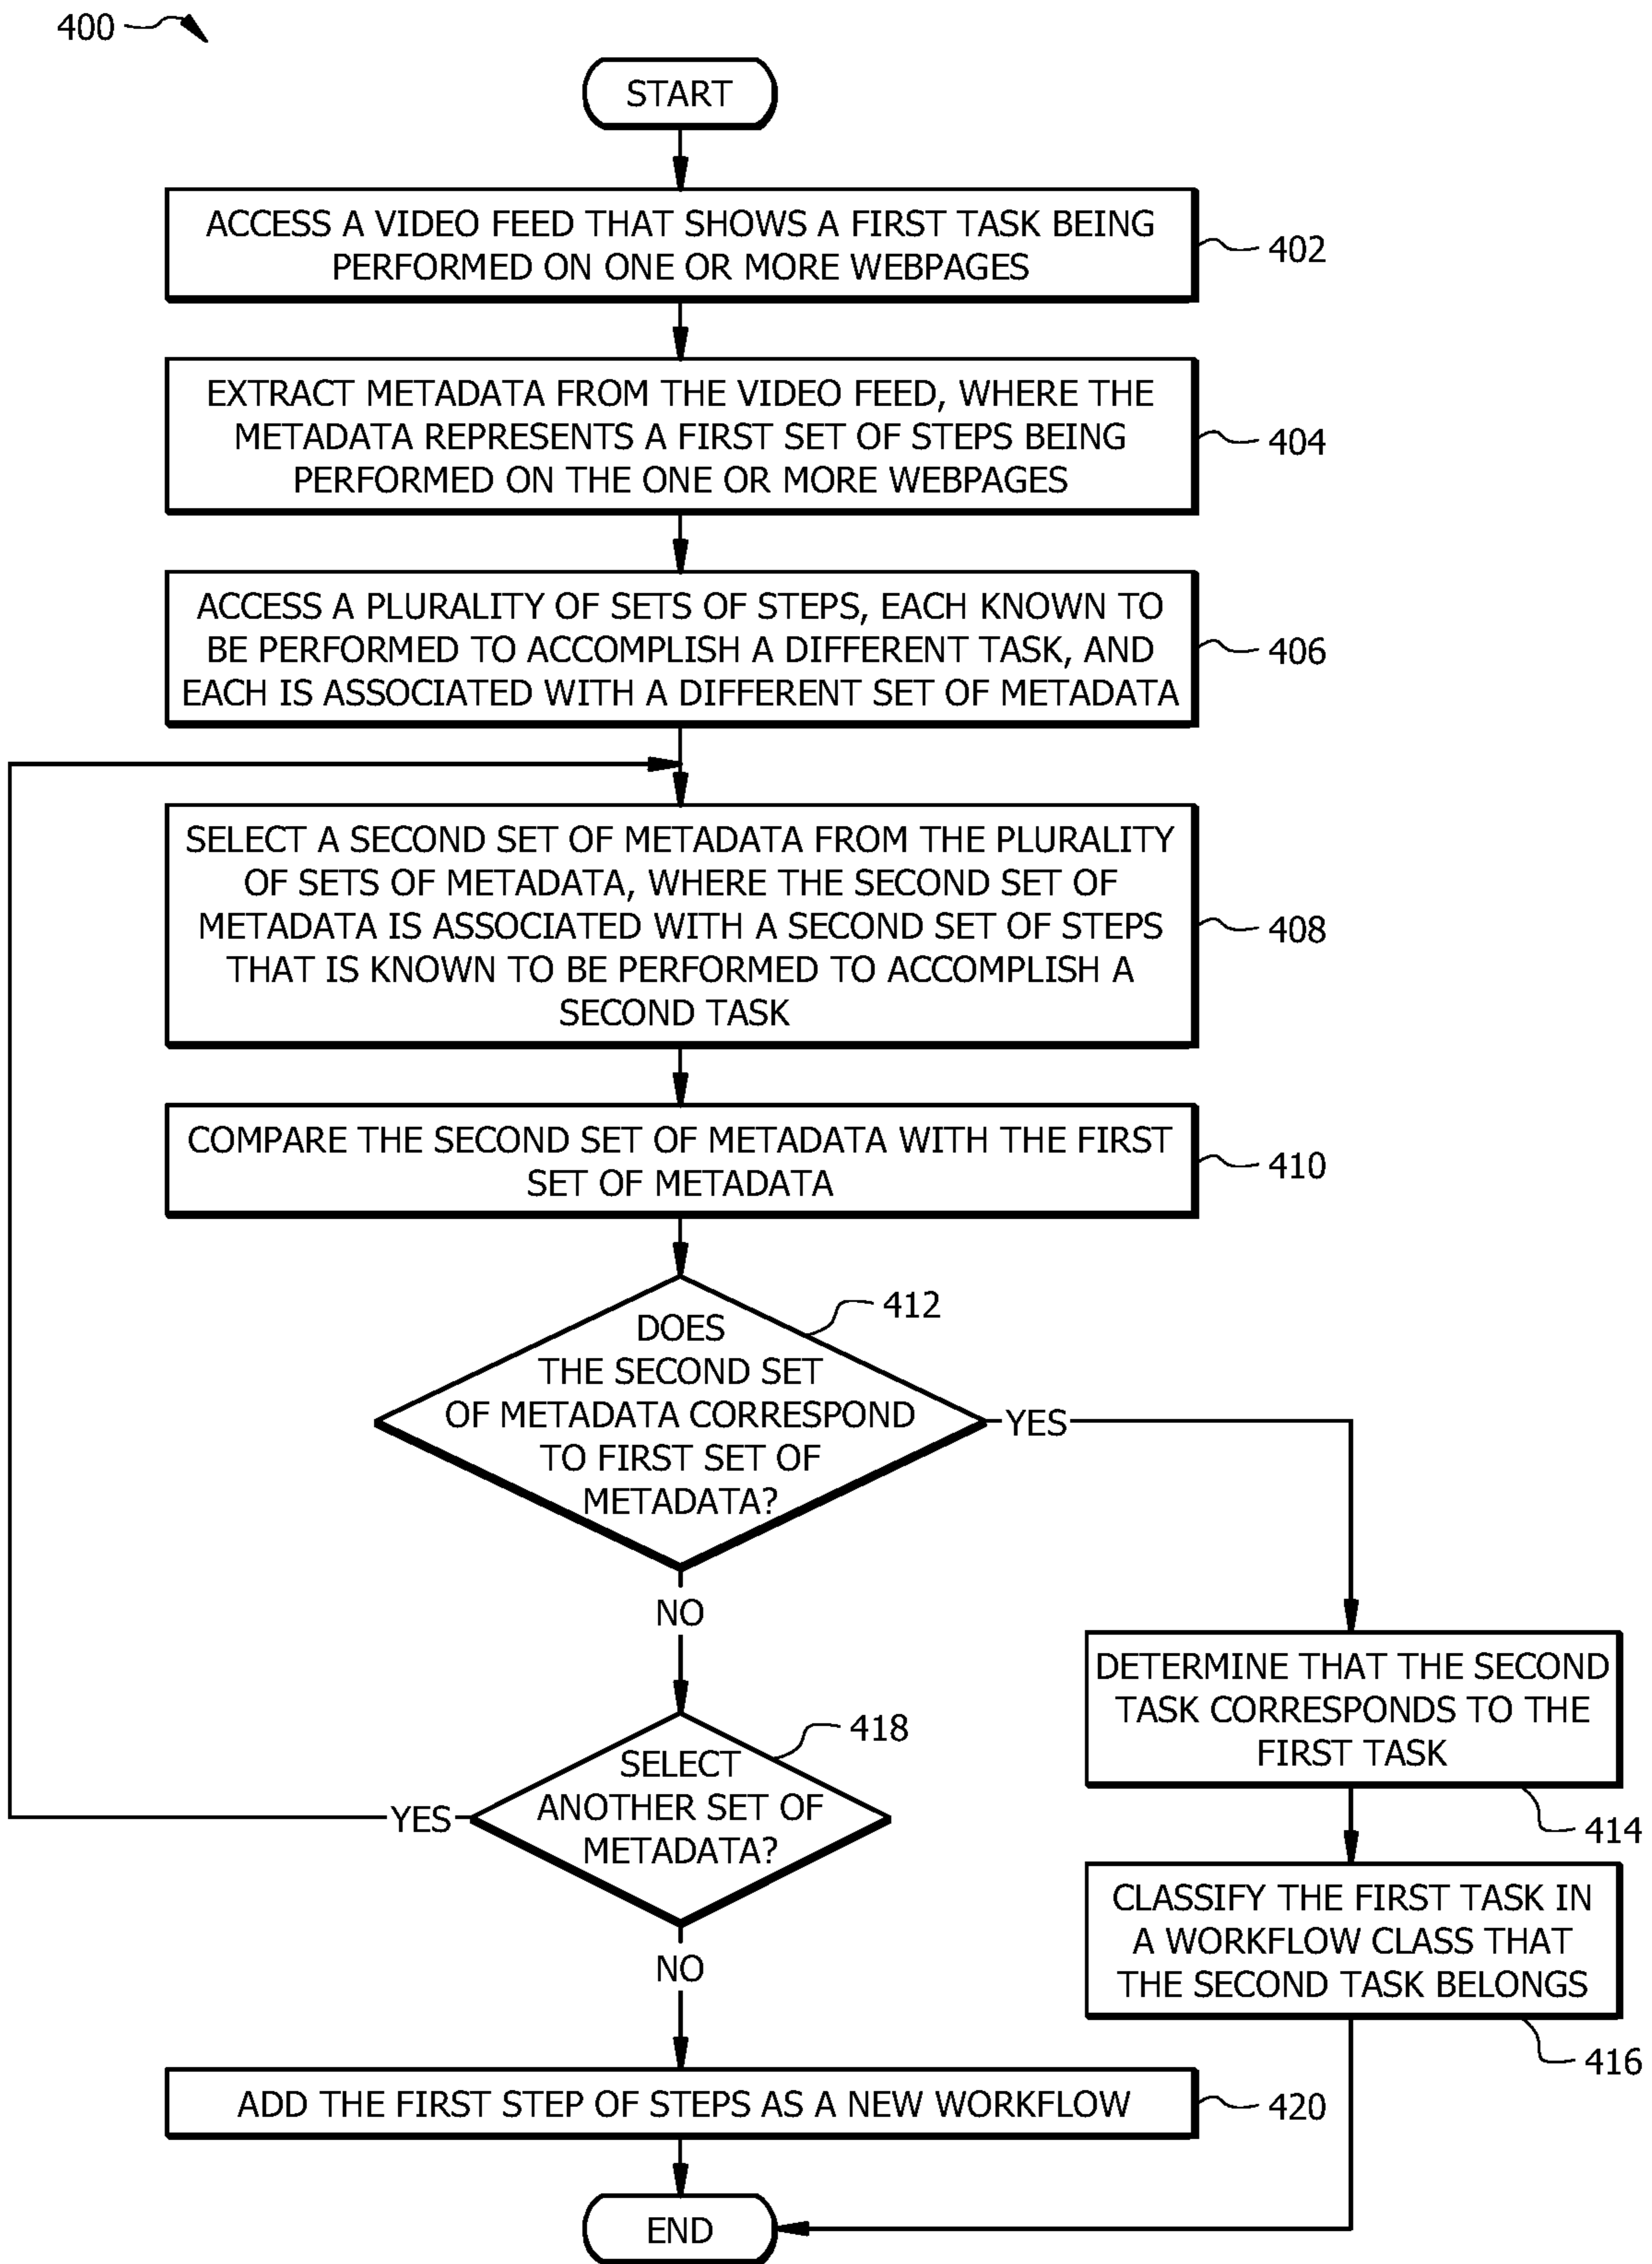 400
START
ACCESS A VIDEO FEED THAT SHOWS A FIRST TASK BEING
PERFORMED ON ONE OR MORE WEBPAGES
402
EXTRACT METADATA FROM THE VIDEO FEED, WHERE THE
METADATA REPRESENTS A FIRST SET OF STEPS BEING
PERFORMED ON THE ONE OR MORE WEBPAGES
404
ACCESS A PLURALITY OF SETS OF STEPS, EACH KNOWN TO
BE PERFORMED TO ACCOMPLISH A DIFFERENT TASK, AND
EACH IS ASSOCIATED WITH A DIFFERENT SET OF METADATA
406
SELECT A SECOND SET OF METADATA FROM THE PLURALITY
OF SETS OF METADATA, WHERE THE SECOND SET OF
METADATA IS ASSOCIATED WITH A SECOND SET OF STEPS
THAT IS KNOWN TO BE PERFORMED TO ACCOMPLISH A
SECOND TASK
408
COMPARE THE SECOND SET OF METADATA WITH THE FIRST
SET OF METADATA
410
DOES
THE SECOND SET
OF METADATA CORRESPOND
TO FIRST SET OF
METADATA?
412
YES
NO
DETERMINE THAT THE SECOND
TASK CORRESPONDS TO THE
FIRST TASK
414
SELECT
ANOTHER SET OF
METADATA?
418
YES
NO
CLASSIFY THE FIRST TASK IN
A WORKFLOW CLASS THAT
THE SECOND TASK BELONGS
416
ADD THE FIRST STEP OF STEPS AS A NEW WORKFLOW
420
END